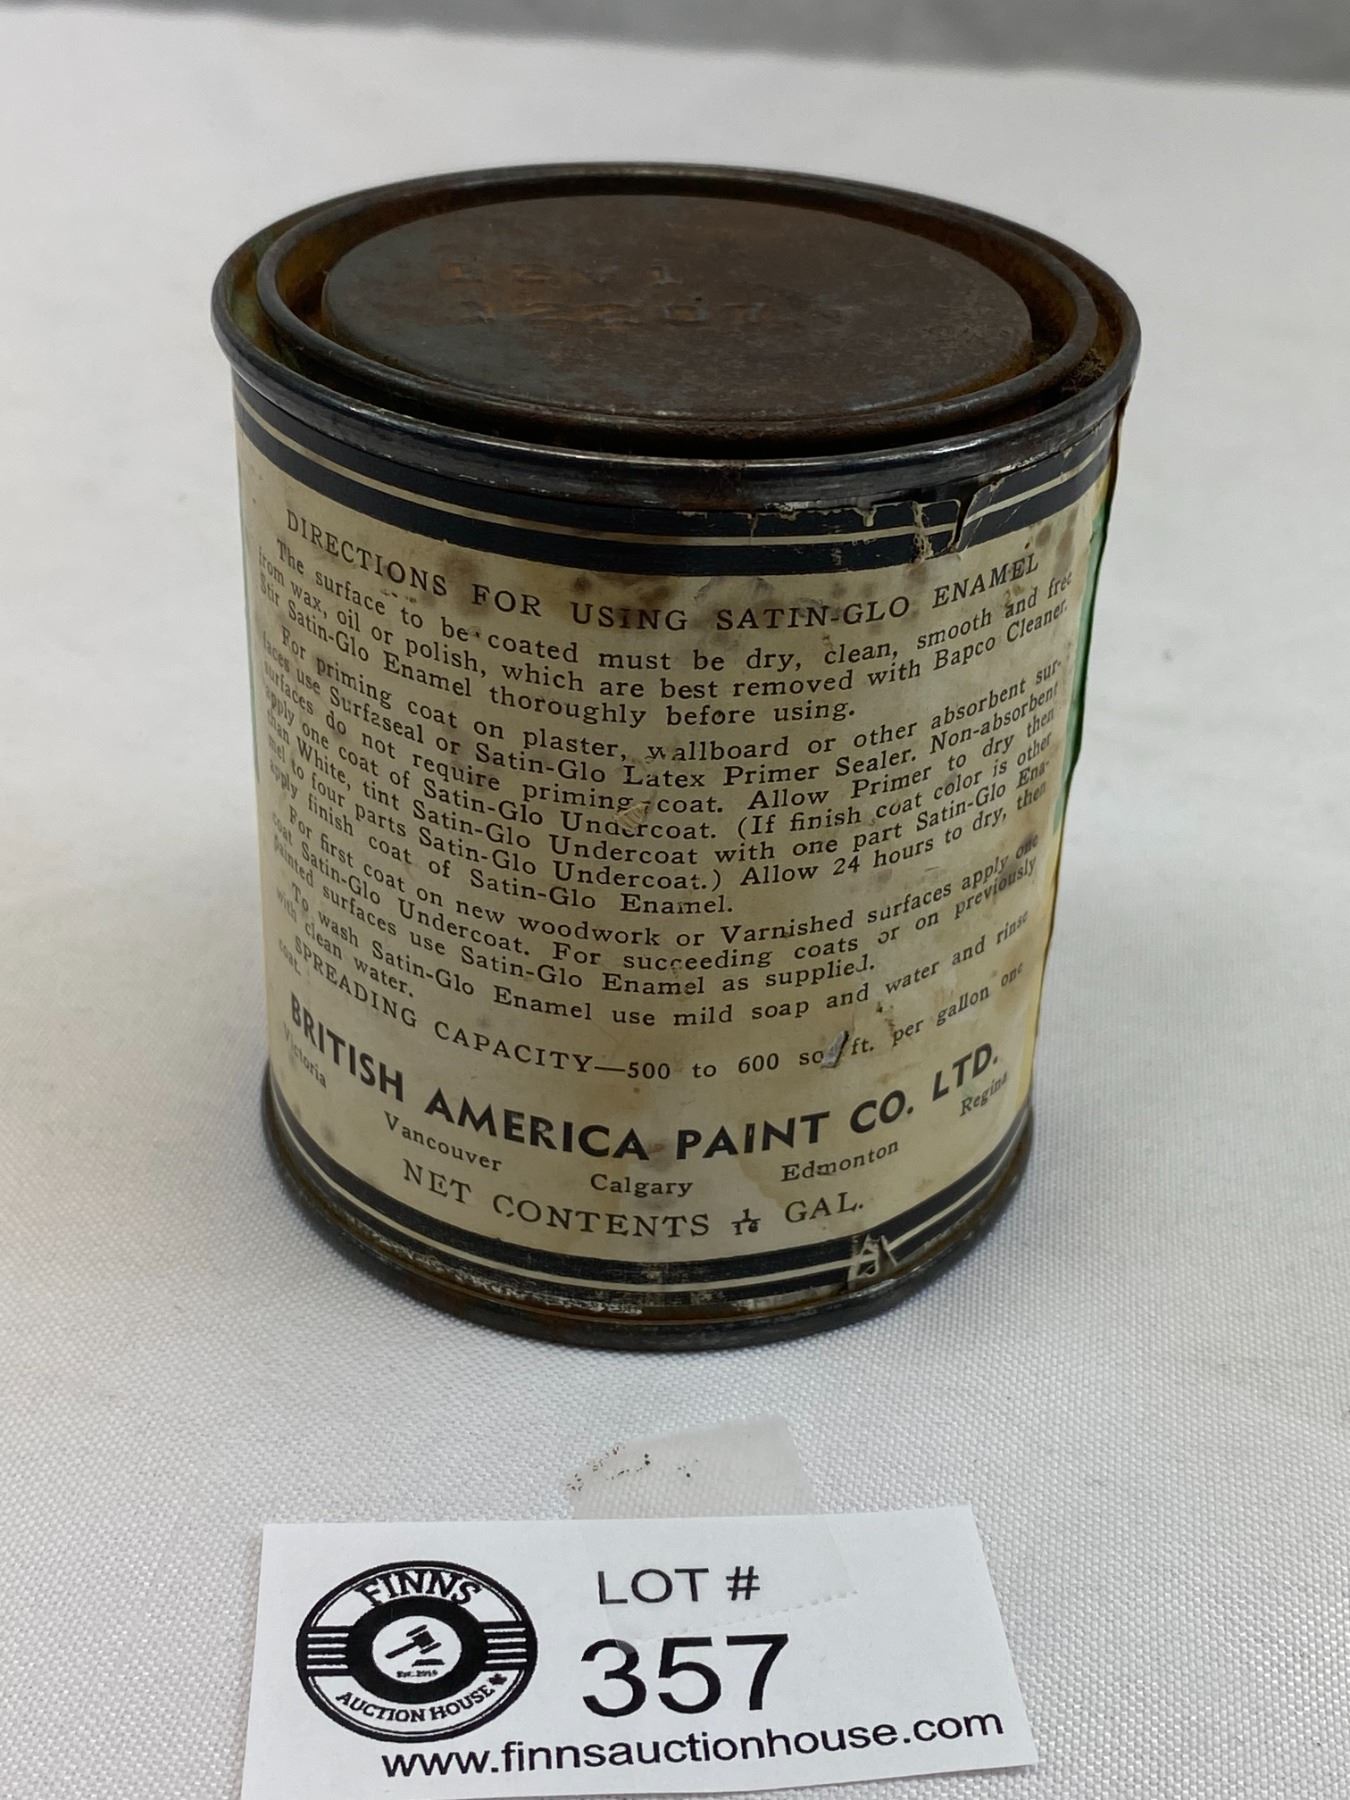 DIRECTIONS FOR USING SATIN-GLO ENAMEL
The surface to be coated must be dry, clean, smooth and free
from wax, oil or polish, which are best removed with Bapco Cleaner.
Stir Satin-Glo Enamel thoroughly before using.
For priming coat on plaster, wallboard or other absorbent sur-
faces use Surfaseal or Satin-Glo Latex Primer Sealer. Non-absorbent
surfaces do not require priming coat. Allow Primer to dry then
apply one coat of Satin-Glo Undercoat. (If finish coat color is other
than White, tint Satin-Glo Undercoat with one part Satin-Glo Ena-
mel to four parts Satin-Glo Undercoat.) Allow 24 hours to dry, then
apply finish coat of Satin-Glo Enamel.
For first coat on new woodwork or Varnished surfaces apply one
coat Satin-Glo Undercoat. For succeeding coats or on previously
painted surfaces use Satin-Glo Enamel as supplied.
To wash Satin-Glo Enamel use mild soap and water and rinse
with clean water.
SPREADING CAPACITY—500 to 600 sq. ft. per gallon one
coat.
BRITISH AMERICA PAINT CO. LTD.
Victoria Vancouver Calgary Edmonton Regina
NET CONTENTS 1/16 GAL.
FINNS
Est. 2019
AUCTION HOUSE
LOT #
357
www.finnsauctionhouse.com